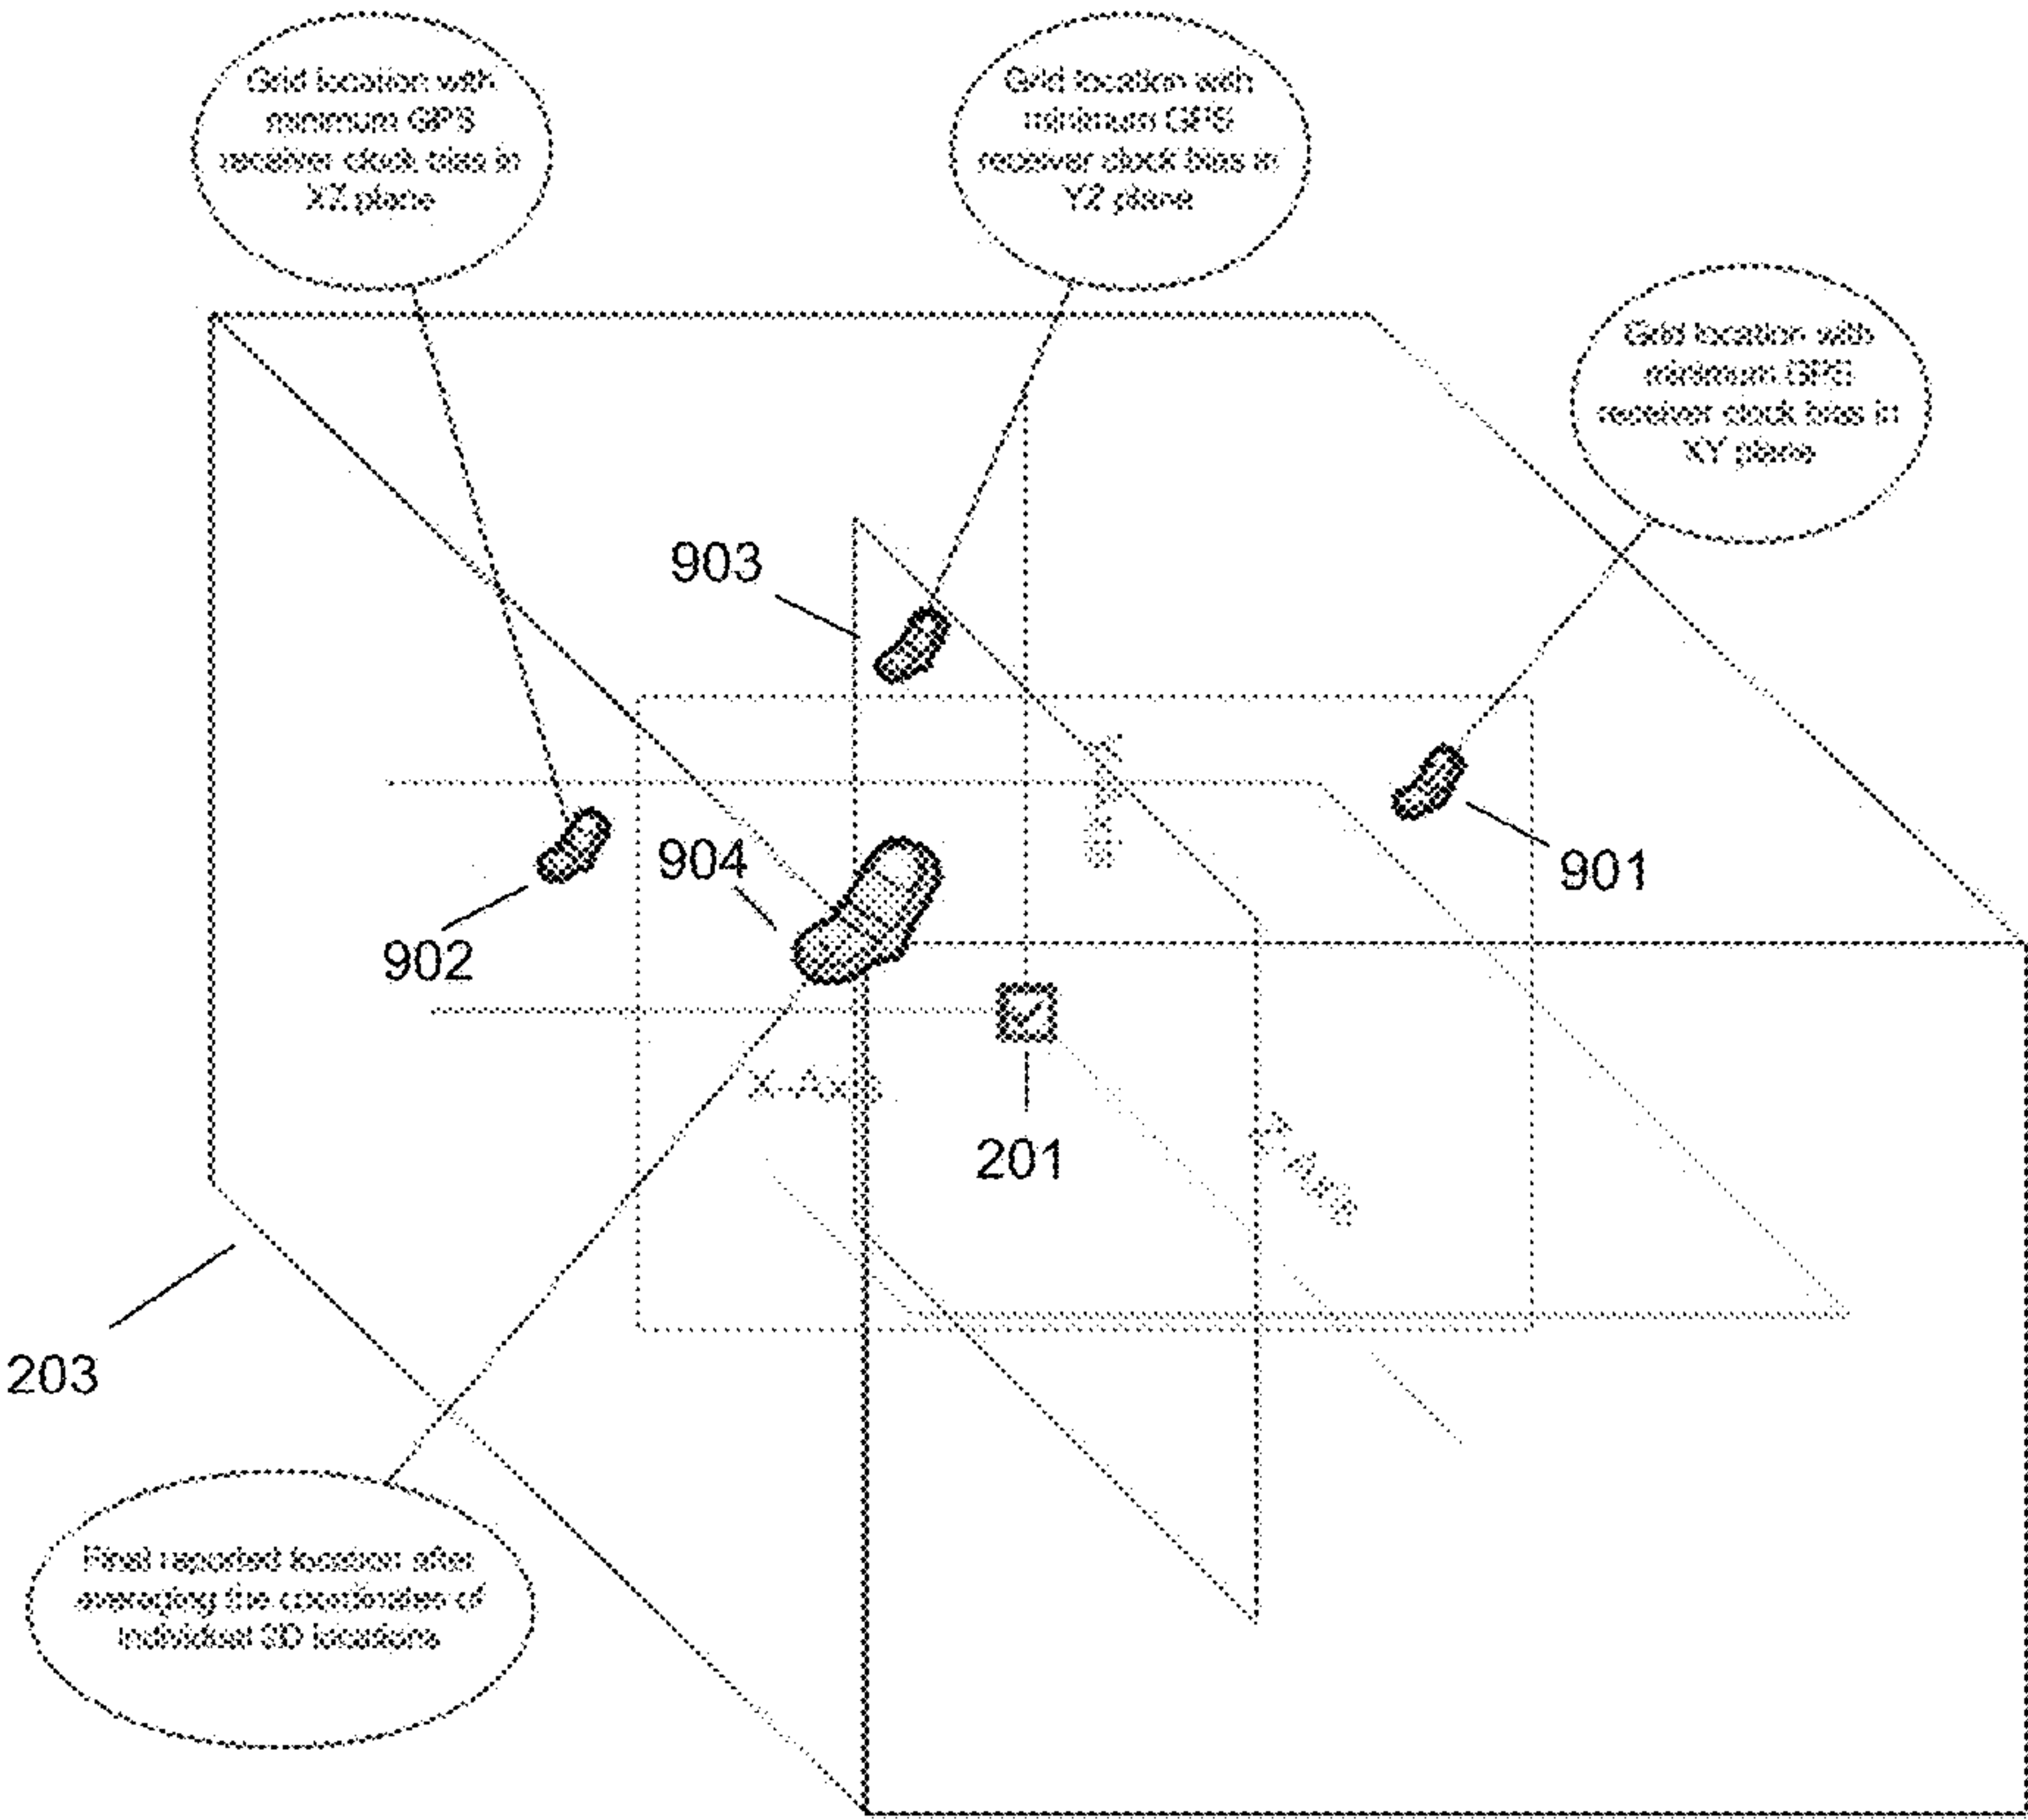 Grid location with
minimum GPS
receiver clock bias in
XZ plane
Grid location with
minimum GPS
receiver clock bias in
YZ plane
Grid location with
minimum GPS
receiver clock bias in
XY plane
903
901
904
902
X-Axis
201
Z-Axis
203
Final reported location after
averaging the coordinates of
individual 3D locations